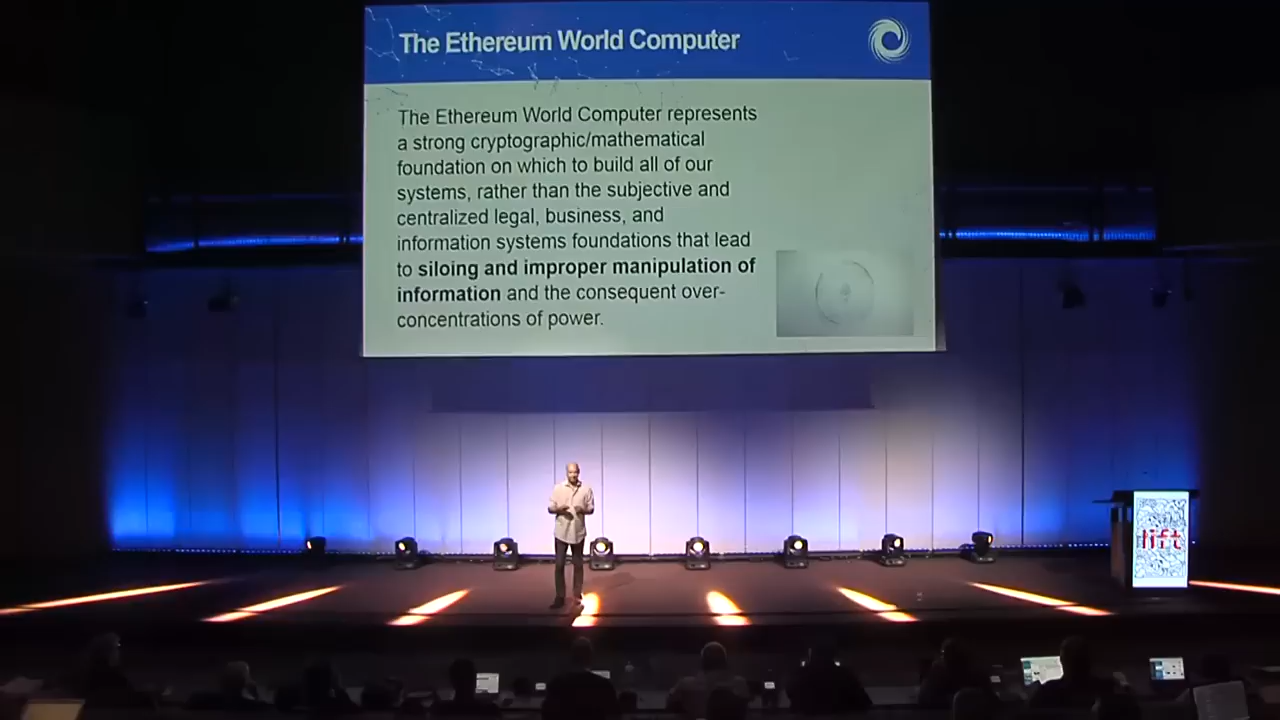 The Ethereum World Computer
The Ethereum World Computer represents
a strong cryptographic/mathematical
foundation on which to build all of our
systems, rather than the subjective and
centralized legal, business, and
information systems foundations that lead
to siloing and improper manipulation of
information and the consequent over-
concentrations of power.
lift